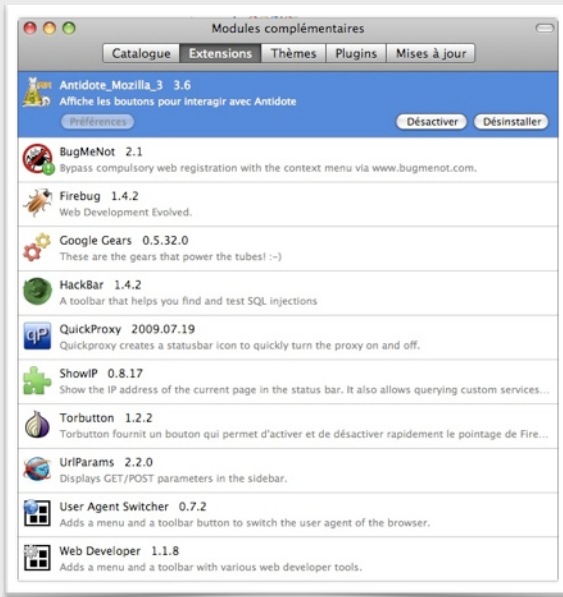 Modules complémentaires
Catalogue Extensions Thèmes Plugins Mises à jour
Antidote_Mozilla_3 3.6
Affiche les boutons pour interagir avec Antidote
Préférences Désactiver Désinstaller
BugMeNot 2.1
Bypass compulsory web registration with the context menu via www.bugmenot.com.
Firebug 1.4.2
Web Development Evolved.
Google Gears 0.5.32.0
These are the gears that power the tubes! :-)
HackBar 1.4.2
A toolbar that helps you find and test SQL injections
qP
QuickProxy 2009.07.19
Quickproxy creates a statusbar icon to quickly turn the proxy on and off.
ShowIP 0.8.17
Show the IP address of the current page in the status bar. It also allows querying custom services...
Torbutton 1.2.2
Torbutton fournit un bouton qui permet d'activer et de désactiver rapidement le pointage de Fire...
UrlParams 2.2.0
Displays GET/POST parameters in the sidebar.
User Agent Switcher 0.7.2
Adds a menu and a toolbar button to switch the user agent of the browser.
Web Developer 1.1.8
Adds a menu and a toolbar with various web developer tools.